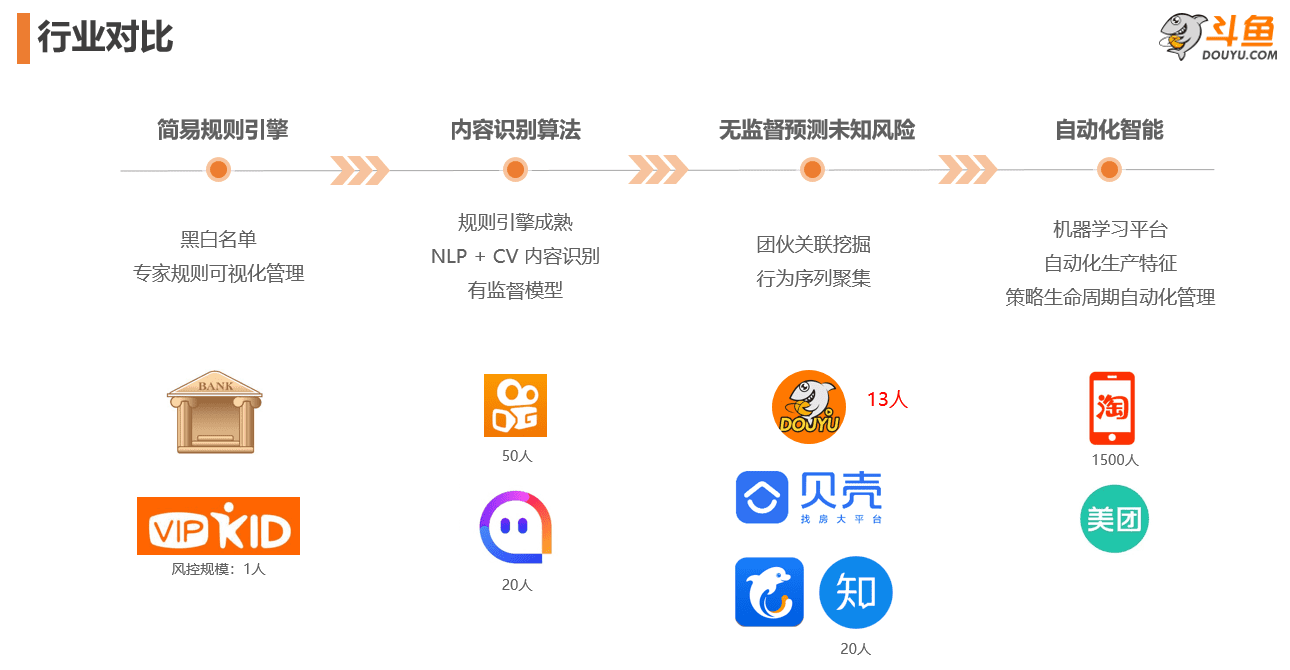 行业对比
斗鱼
DOUYU.COM
简易规则引擎
内容识别算法
无监督预测未知风险
自动化智能
黑白名单
专家规则可视化管理
规则引擎成熟
NLP + CV 内容识别
有监督模型
团伙关联挖掘
行为序列聚集
机器学习平台
自动化生产特征
策略生命周期自动化管理
BANK
VIPKID
风控规模：1人
50人
20人
DOUYU
13人
贝壳
找房大平台
知
20人
淘
1500人
美团